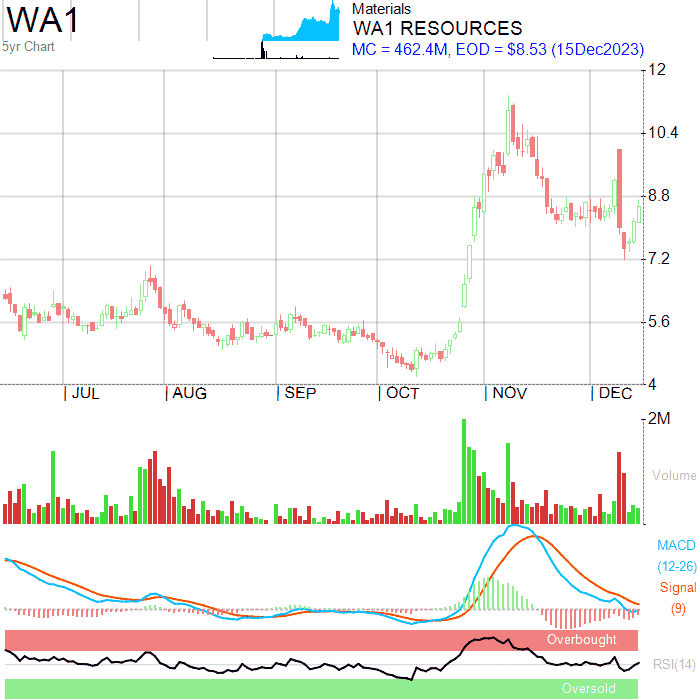 WA1
5yr Chart
Materials
WA1 RESOURCES
MC = 462.4M, EOD = $8.53 (15Dec2023)
12
10.4
8.8
7.2
5.6
4
JUL AUG SEP OCT NOV DEC
2M
Volume
MACD
(12-26)
Signal
(9)
Overbought
RSI(14)
Oversold